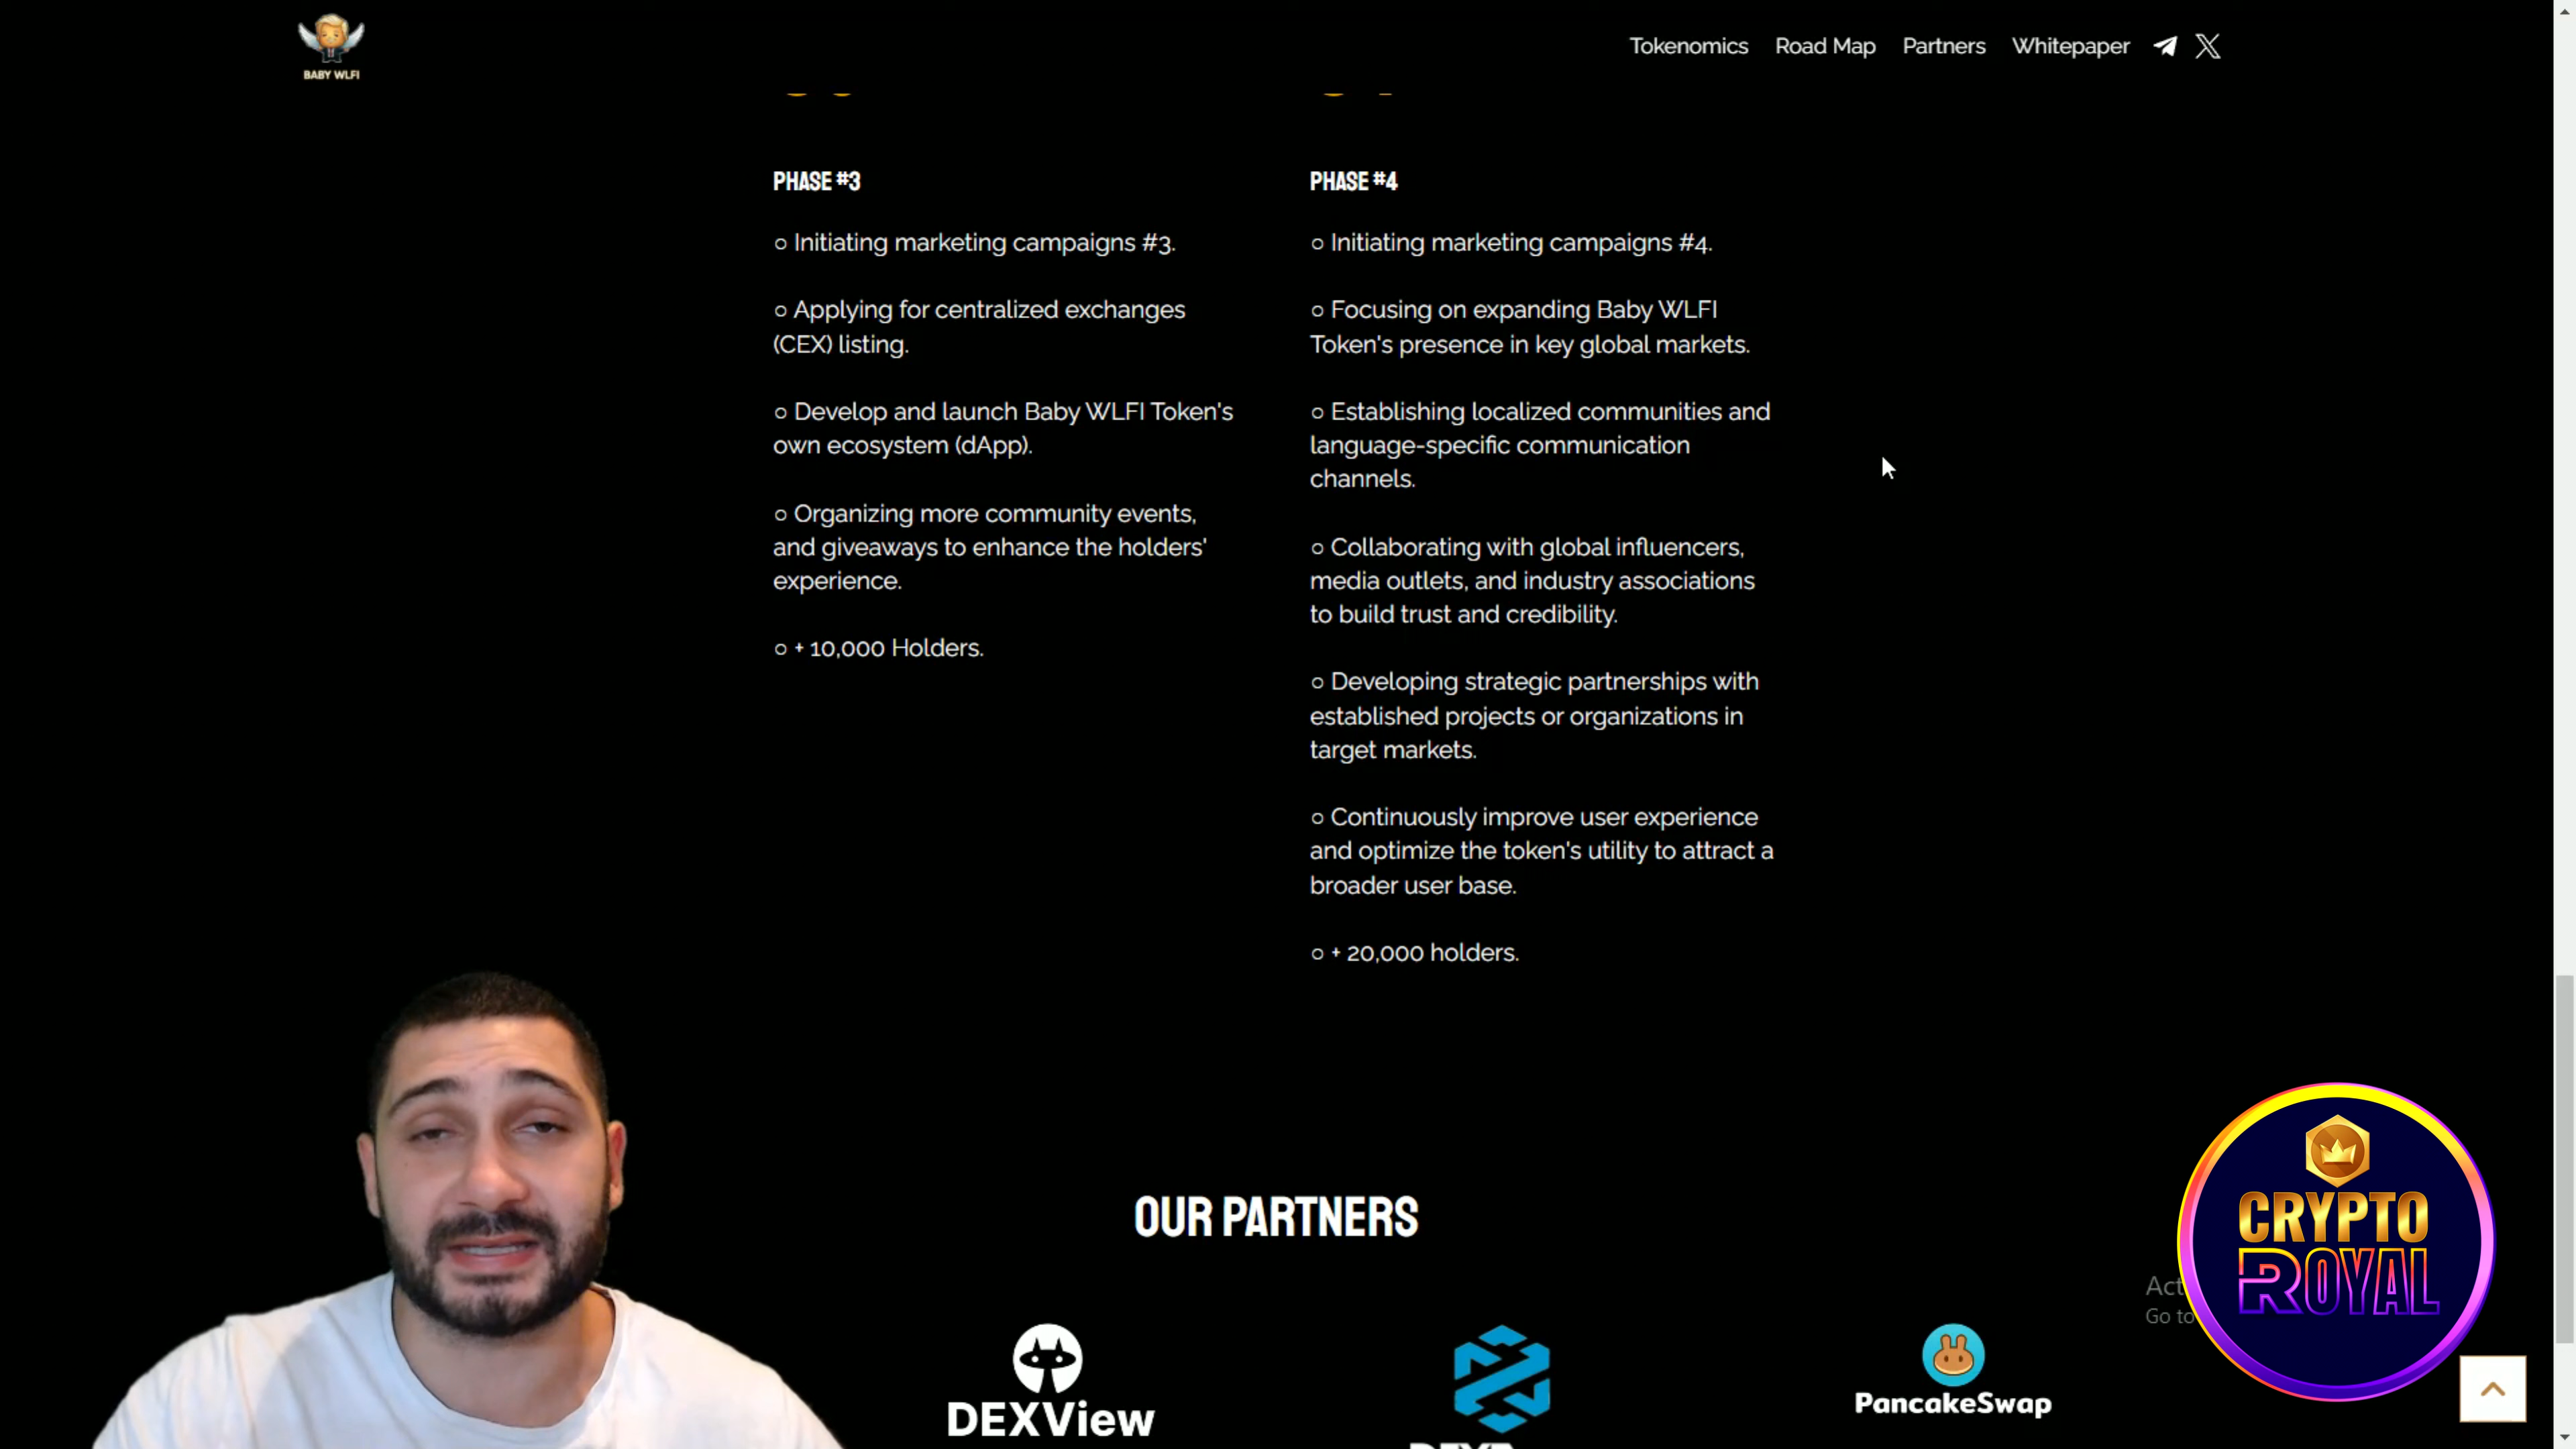 BABY WLFI
Tokenomics
Road Map
Partners
Whitepaper
PHASE #3
○ Initiating marketing campaigns #3.
○ Applying for centralized exchanges
(CEX) listing.
○ Develop and launch Baby WLFI Token's
own ecosystem (dApp).
○ Organizing more community events,
and giveaways to enhance the holders'
experience.
○ + 10,000 Holders.
PHASE #4
○ Initiating marketing campaigns #4.
○ Focusing on expanding Baby WLFI
Token's presence in key global markets.
○ Establishing localized communities and
language-specific communication
channels.
○ Collaborating with global influencers,
media outlets, and industry associations
to build trust and credibility.
○ Developing strategic partnerships with
established projects or organizations in
target markets.
○ Continuously improve user experience
and optimize the token's utility to attract a
broader user base.
○ + 20,000 holders.
OUR PARTNERS
DEXView
PancakeSwap
Go to
CRYPTO
ROYAL